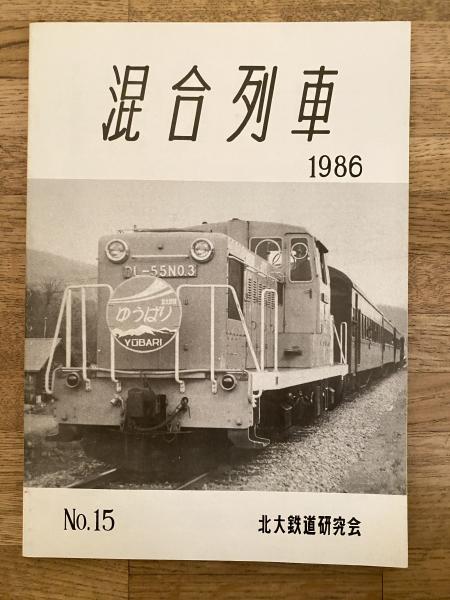 混合列車
1986
DL-55NO.3
ゆうばり
YŪBARI
No.15
北大鉄道研究会